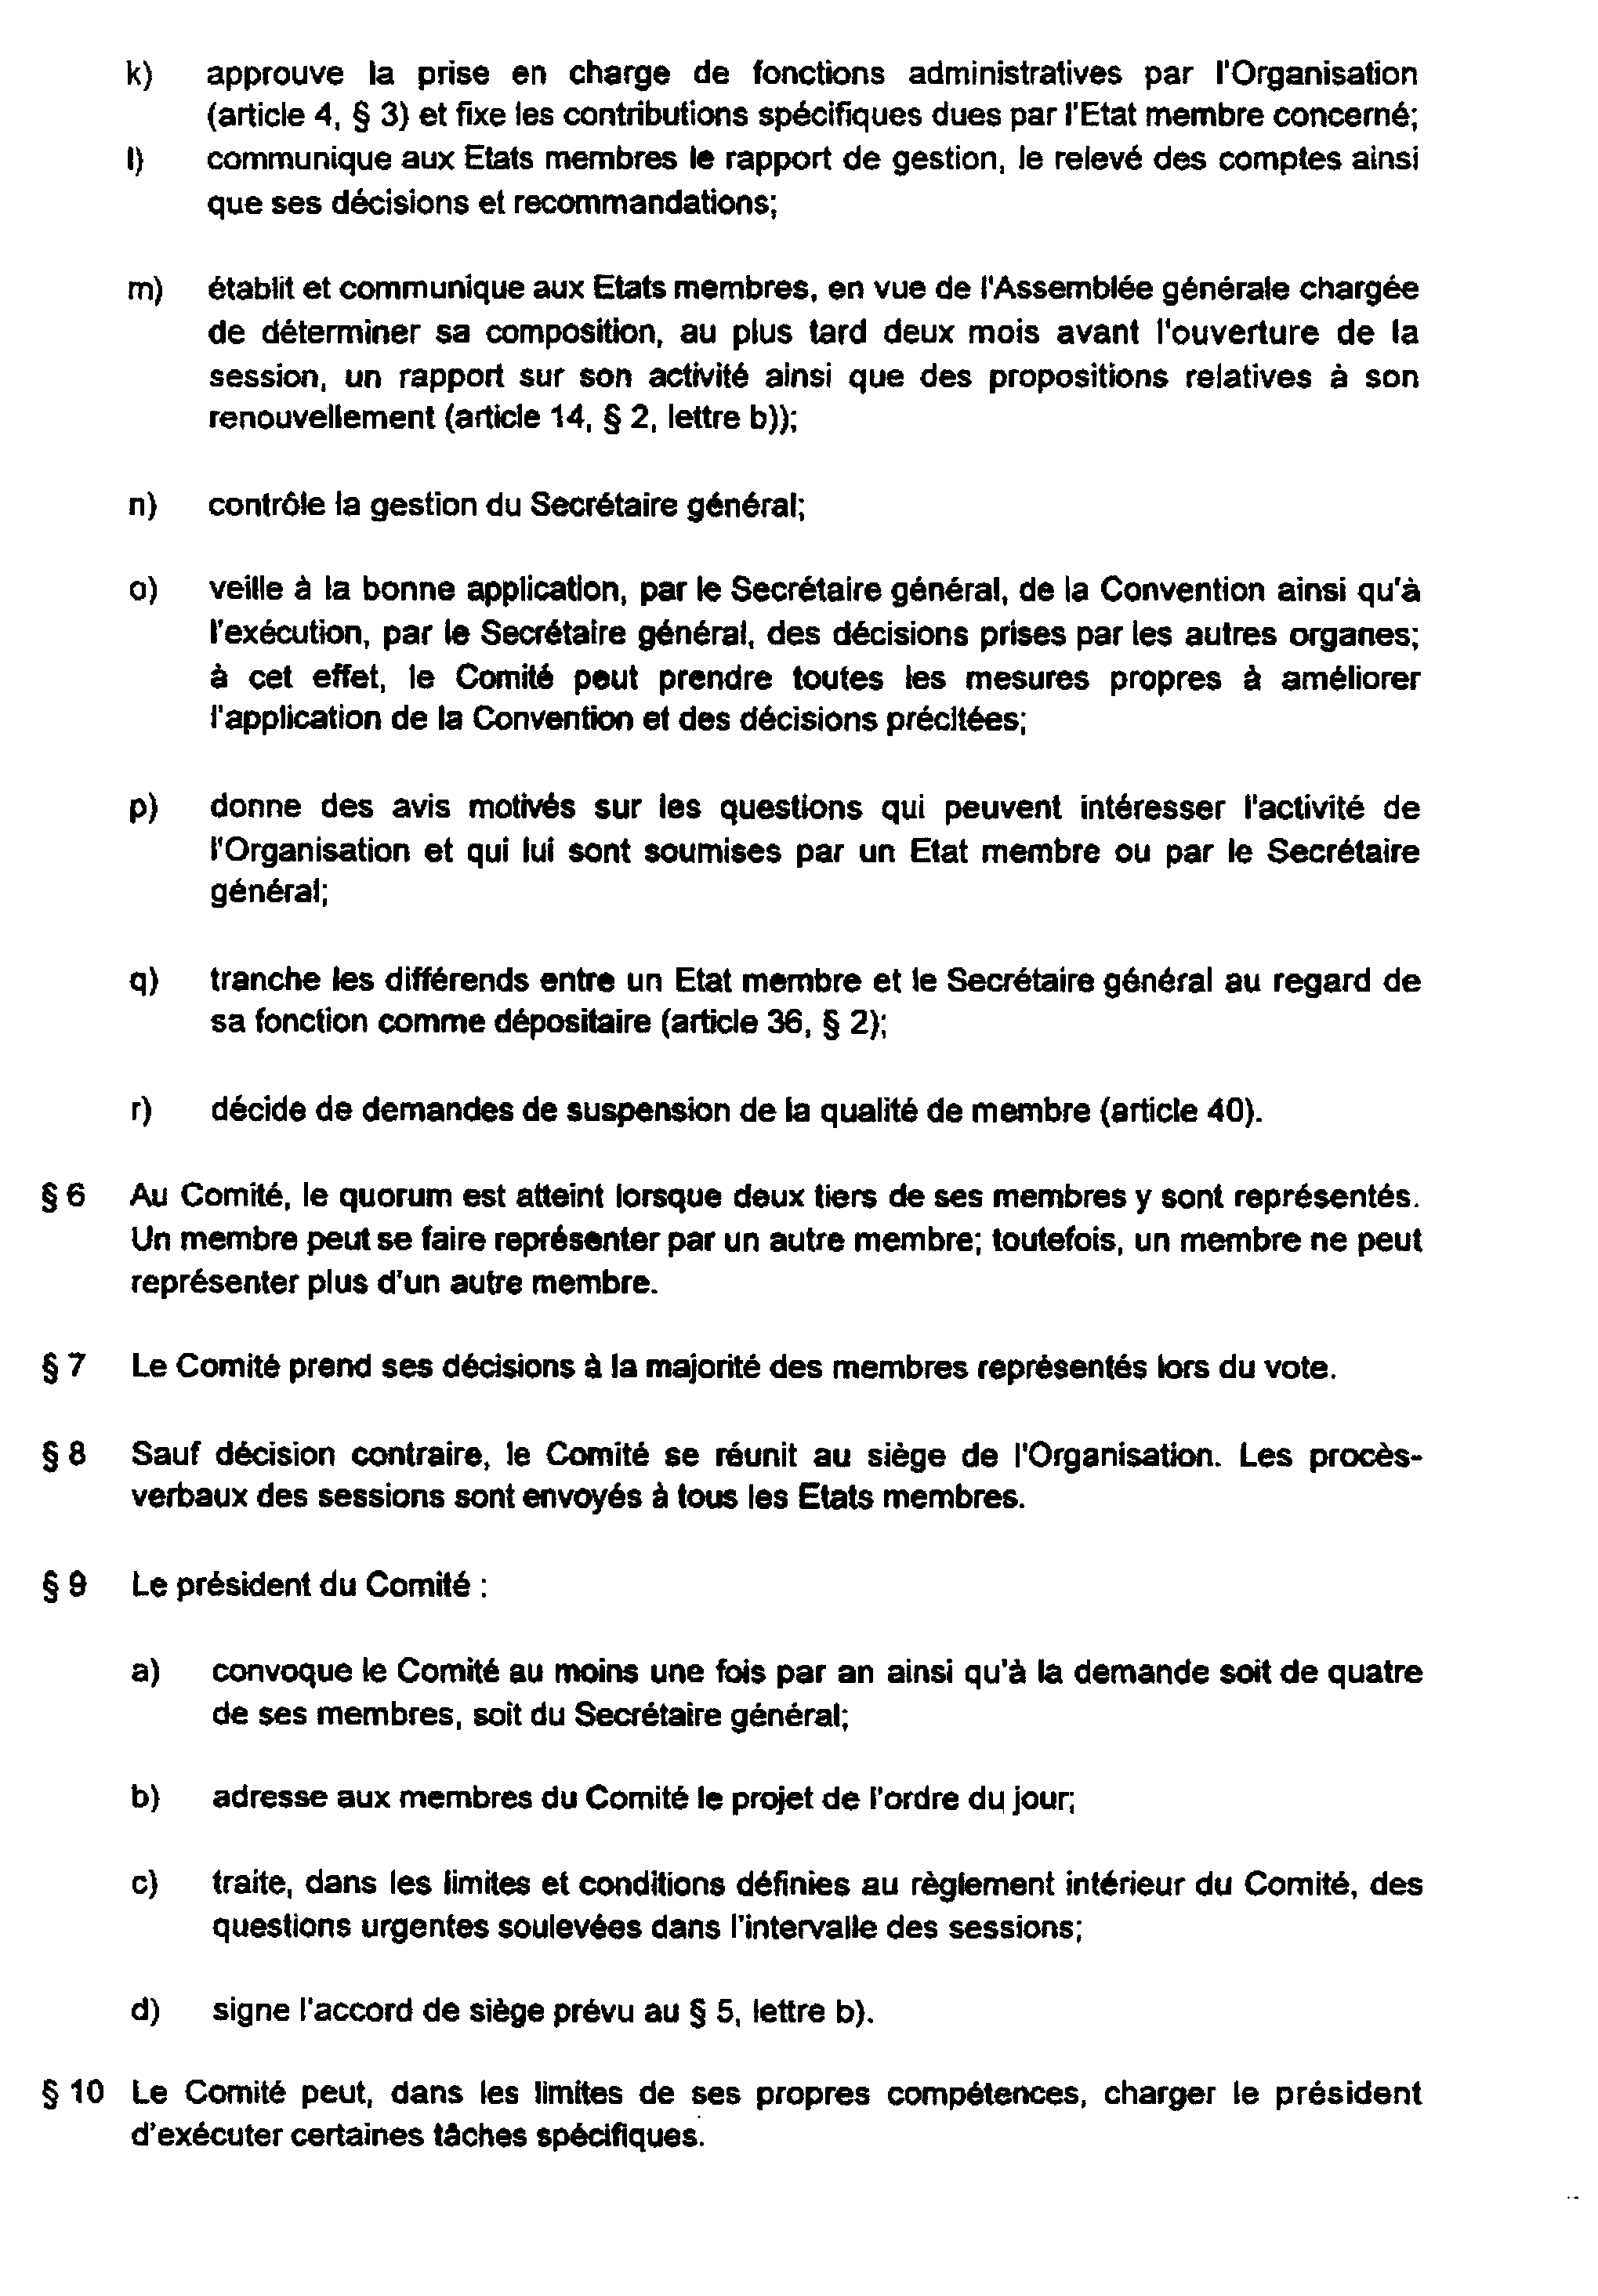 k) approuve la prise en charge de fonctions administratives par l'Organisation
(article 4, § 3) et fixe les contributions spécifiques dues par l'Etat membre concerné;
l) communique aux Etats membres le rapport de gestion, le relevé des comptes ainsi
que ses décisions et recommandations;
m) établit et communique aux Etats membres, en vue de l'Assemblée générale chargée
de déterminer sa composition, au plus tard deux mois avant l'ouverture de la
session, un rapport sur son activité ainsi que des propositions relatives à son
renouvellement (article 14, § 2, lettre b));
n) contrôle la gestion du Secrétaire général;
o) veille à la bonne application, par le Secrétaire général, de la Convention ainsi qu'à
l'exécution, par le Secrétaire général, des décisions prises par les autres organes;
à cet effet, le Comité peut prendre toutes les mesures propres à améliorer
l'application de la Convention et des décisions précitées;
p) donne des avis motivés sur les questions qui peuvent intéresser l'activité de
l'Organisation et qui lui sont soumises par un Etat membre ou par le Secrétaire
général;
q) tranche les différends entre un Etat membre et le Secrétaire général au regard de
sa fonction comme dépositaire (article 36, § 2);
r) décide de demandes de suspension de la qualité de membre (article 40).
§ 6 Au Comité, le quorum est atteint lorsque deux tiers de ses membres y sont représentés.
Un membre peut se faire représenter par un autre membre; toutefois, un membre ne peut
représenter plus d'un autre membre.
§ 7 Le Comité prend ses décisions à la majorité des membres représentés lors du vote.
§ 8 Sauf décision contraire, le Comité se réunit au siège de l'Organisation. Les procès-
verbaux des sessions sont envoyés à tous les Etats membres.
§ 9 Le président du Comité :
a) convoque le Comité au moins une fois par an ainsi qu'à la demande soit de quatre
de ses membres, soit du Secrétaire général;
b) adresse aux membres du Comité le projet de l'ordre du jour;
c) traite, dans les limites et conditions définies au règlement intérieur du Comité, des
questions urgentes soulevées dans l'intervalle des sessions;
d) signe l'accord de siège prévu au § 5, lettre b).
§ 10 Le Comité peut, dans les limites de ses propres compétences, charger le président
d'exécuter certaines tâches spécifiques.